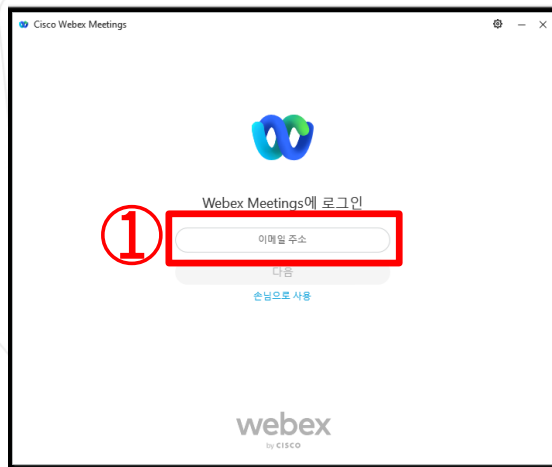 Cisco Webex Meetings
Webex Meetings에 로그인
①
이메일 주소
다음
손님으로 사용
webex
by CISCO